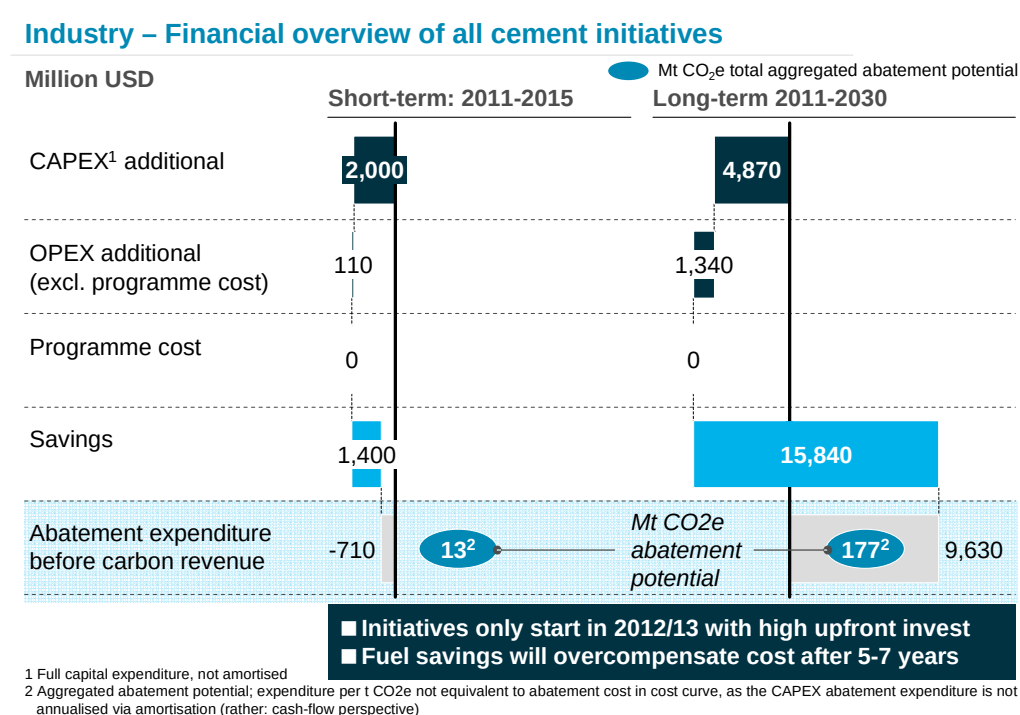 Industry – Financial overview of all cement initiatives
Million USD
Mt CO₂e total aggregated abatement potential
Short-term: 2011-2015
Long-term 2011-2030
CAPEX¹ additional
2,000
4,870
OPEX additional
(excl. programme cost)
110
1,340
Programme cost
0
0
Savings
1,400
15,840
Abatement expenditure
before carbon revenue
-710
13²
Mt CO2e
abatement
potential
177²
9,630
■ Initiatives only start in 2012/13 with high upfront invest
■ Fuel savings will overcompensate cost after 5-7 years
1 Full capital expenditure, not amortised
2 Aggregated abatement potential; expenditure per t CO2e not equivalent to abatement cost in cost curve, as the CAPEX abatement expenditure is not
annualised via amortisation (rather: cash-flow perspective)